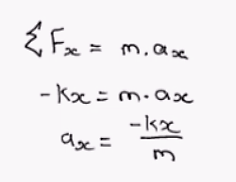 ΣFx = m.ax
-kx = m.ax
ax = -kx/m